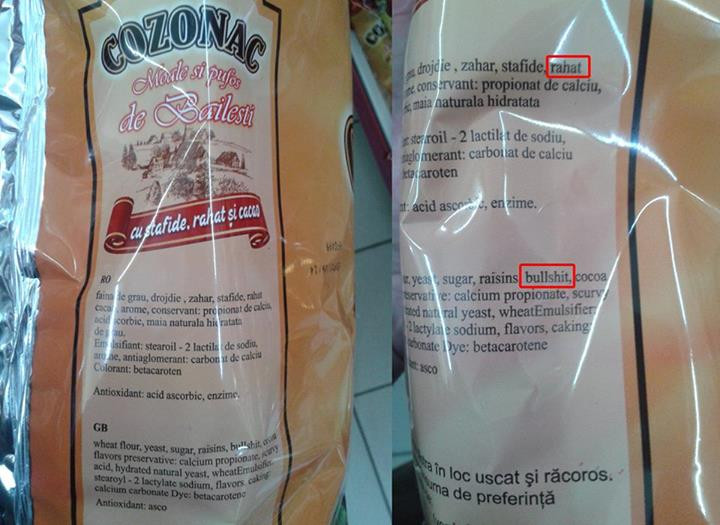 COZONAC
Moale si pufos
de Bailesti
cu stafide, rahat și cacao
RO
faina de grau, drojdie , zahar, stafide, rahat
cacao, arome, conservant: propionat de calciu,
acid ascorbic, maia naturala hidratata
de grau.
Emulsifiant: stearoil - 2 lactilat de sodiu,
arome, antiaglomerant: carbonat de calciu
Colorant: betacaroten
Antioxidant: acid ascorbic, enzime.
GB
wheat flour, yeast, sugar, raisins, bullshit, cocoa
flavors preservative: calcium propionate, scurvy
acid, hydrated natural yeast, wheatEmulsifier:
stearoyl - 2 lactylate sodium, flavors, caking:
calcium carbonate Dye: betacarotene
Antioxidant: asco
drojdie , zahar, stafide, rahat
conservant: propionat de calciu,
maia naturala hidratata
stearoil - 2 lactilat de sodiu,
carbonat de calciu
betacaroten
acid ascorbic, enzime.
yeast, sugar, raisins, bullshit, cocoa
calcium propionate, scurvy
natural yeast, wheatEmulsifier:
- 2 lactylate sodium, flavors, caking:
carbonate Dye: betacarotene
asco
în loc uscat și răcoros.
de preferință